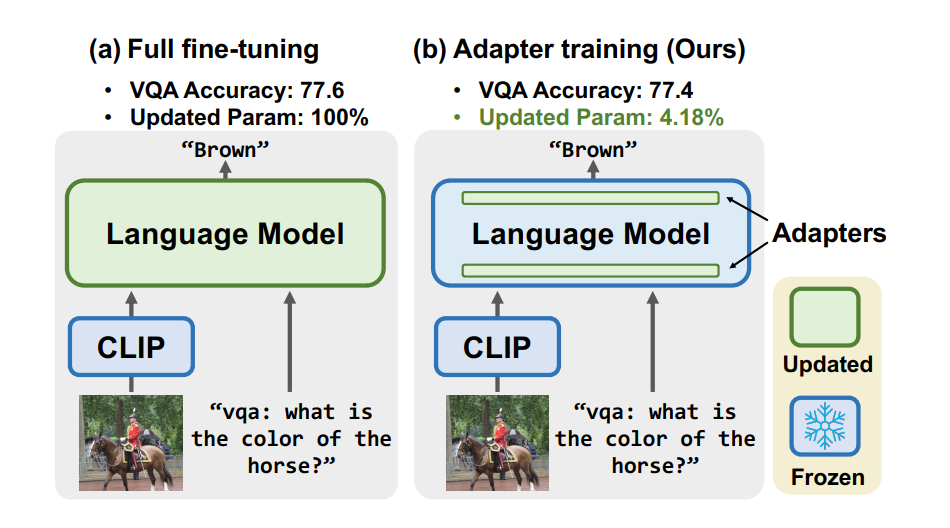 (a) Full fine-tuning
• VQA Accuracy: 77.6
• Updated Param: 100%
“Brown”
Language Model
CLIP
“vqa: what is
the color of the
horse?”
(b) Adapter training (Ours)
• VQA Accuracy: 77.4
• Updated Param: 4.18%
“Brown”
Language Model
Adapters
CLIP
“vqa: what is
the color of the
horse?”
Updated
Frozen